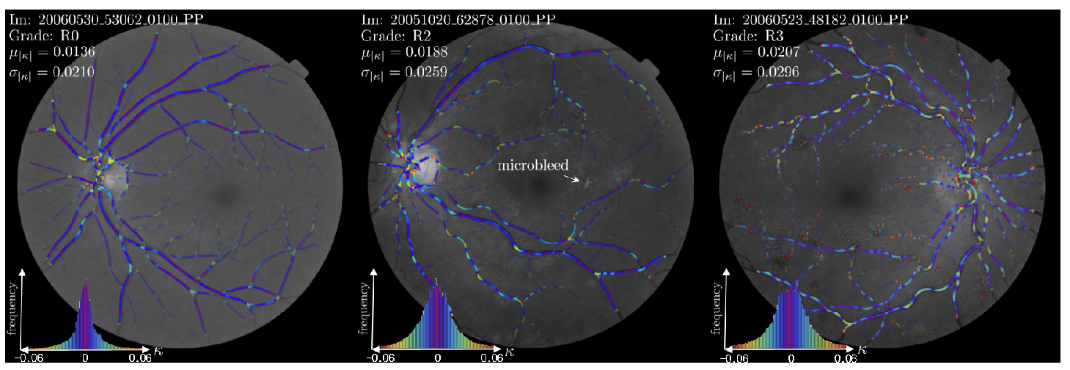 Im: 20060530_53062_0100_PP
Grade: R0
μ|κ| = 0.0136
σ|κ| = 0.0210
frequency
-0.06 0 0.06 κ
Im: 20051020_62878_0100_PP
Grade: R2
μ|κ| = 0.0188
σ|κ| = 0.0259
microbleed
frequency
-0.06 0 0.06 κ
Im: 20060523_48182_0100_PP
Grade: R3
μ|κ| = 0.0207
σ|κ| = 0.0296
frequency
-0.06 0 0.06 κ